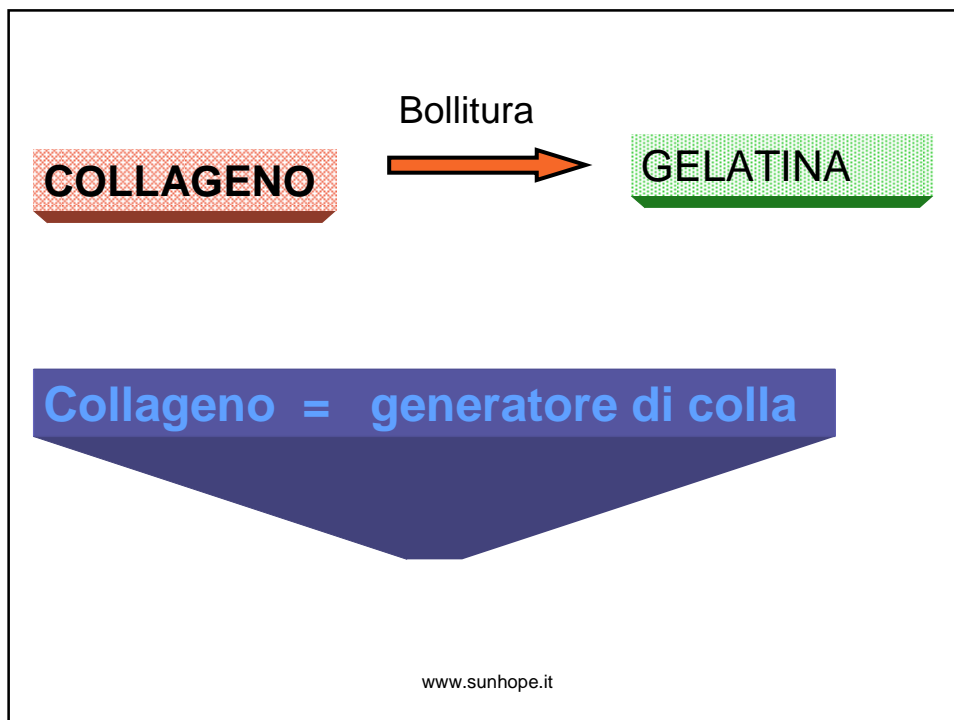 Bollitura
COLLAGENO
GELATINA
Collageno = generatore di colla
www.sunhope.it